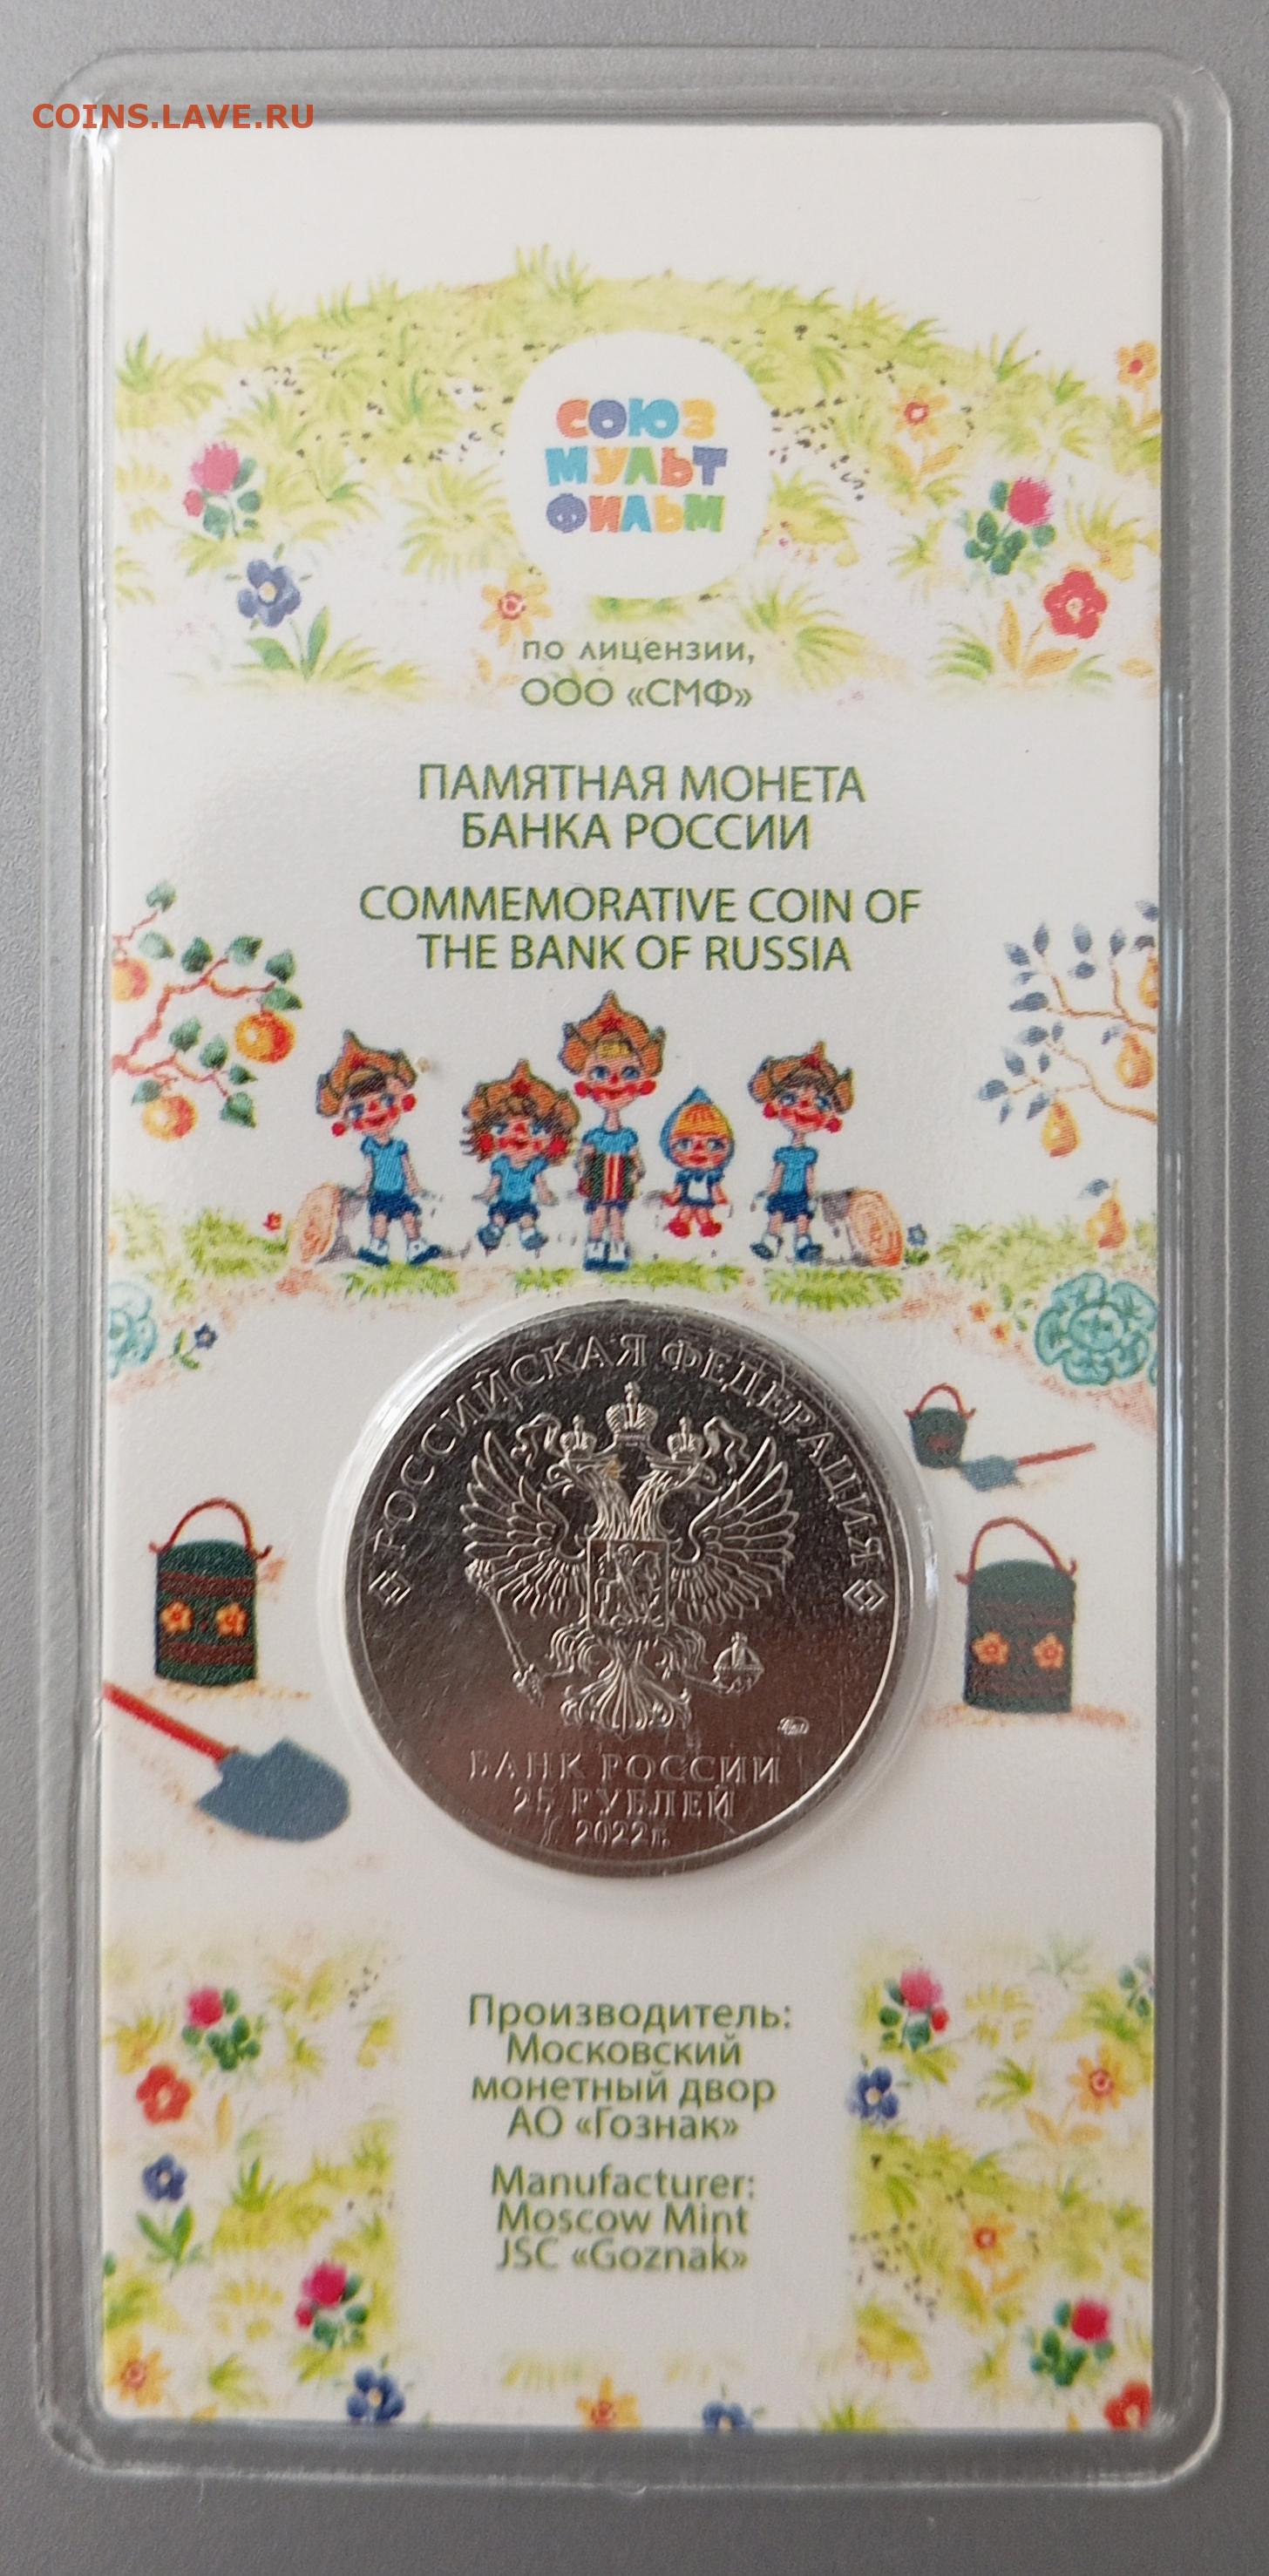 COINS.LAVE.RU
СОЮЗ
МУЛЬТ
ФИЛЬМ
по лицензии,
ООО «СМФ»
ПАМЯТНАЯ МОНЕТА
БАНКА РОССИИ
COMMEMORATIVE COIN OF
THE BANK OF RUSSIA
РОССИЙСКАЯ ФЕДЕРАЦИЯ
БАНК РОССИИ
25 РУБЛЕЙ
2022 г.
Производитель:
Московский
монетный двор
АО «Гознак»
Manufacturer:
Moscow Mint
JSC «Goznak»